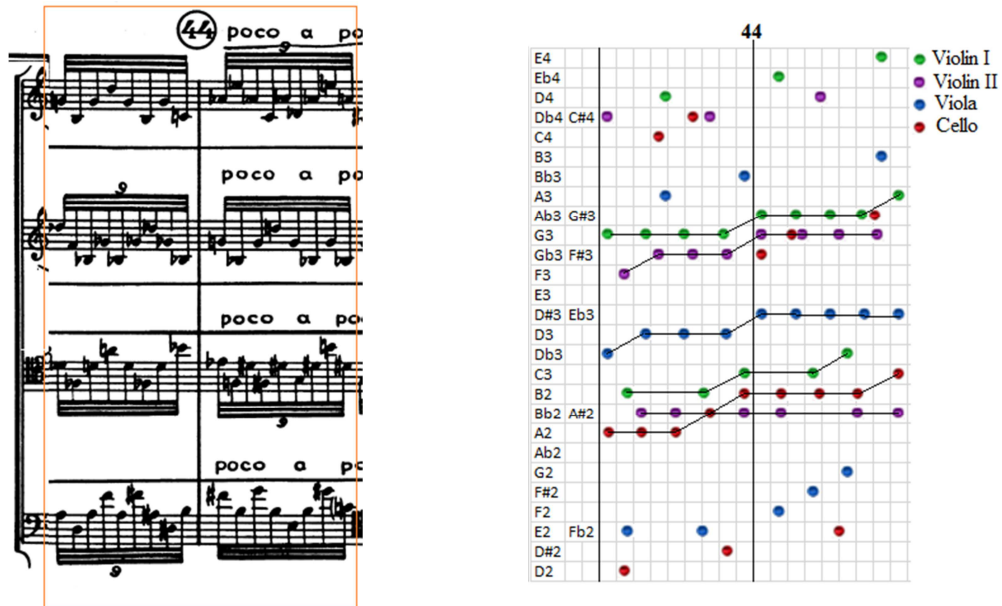 44 poco a po
9
poco a po
9
poco a po
9
poco a po
9
44
E4
Eb4
D4
Db4 C#4
C4
B3
Bb3
A3
Ab3 G#3
G3
Gb3 F#3
F3
E3
D#3 Eb3
D3
Db3
C3
B2
Bb2 A#2
A2
Ab2
G2
F#2
F2
E2 Fb2
D#2
D2
Violin I
Violin II
Viola
Cello